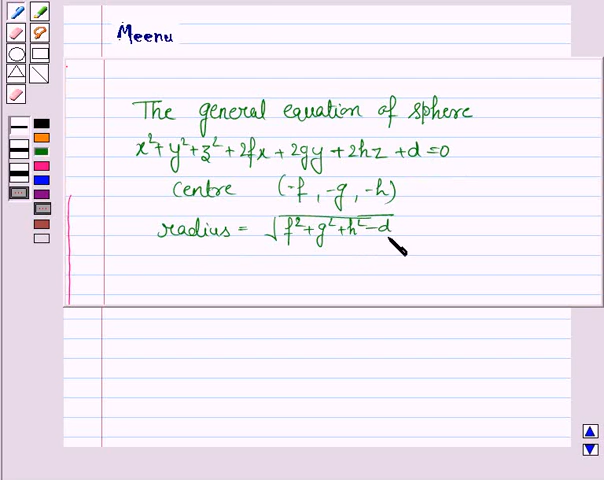 Meenu
The general equation of sphere
x²+y²+z²+2fx+2gy+2hz+d=0
centre (-f, -g, -h)
radius = √f²+g²+h²-d